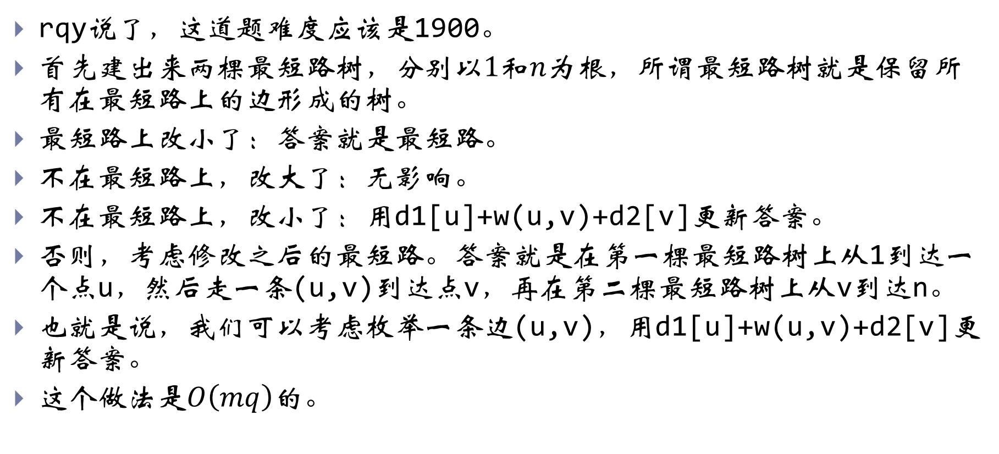 rqy说了，这道题难度应该是1900。
首先建出来两棵最短路树，分别以1和n为根，所谓最短路树就是保留所
有在最短路上的边形成的树。
最短路上改小了：答案就是最短路。
不在最短路上，改大了：无影响。
不在最短路上，改小了：用d1[u]+w(u,v)+d2[v]更新答案。
否则，考虑修改之后的最短路。答案就是在第一棵最短路树上从1到达一
个点u，然后走一条(u,v)到达点v，再在第二棵最短路树上从v到达n。
也就是说，我们可以考虑枚举一条边(u,v)，用d1[u]+w(u,v)+d2[v]更
新答案。
这个做法是O(mq)的。